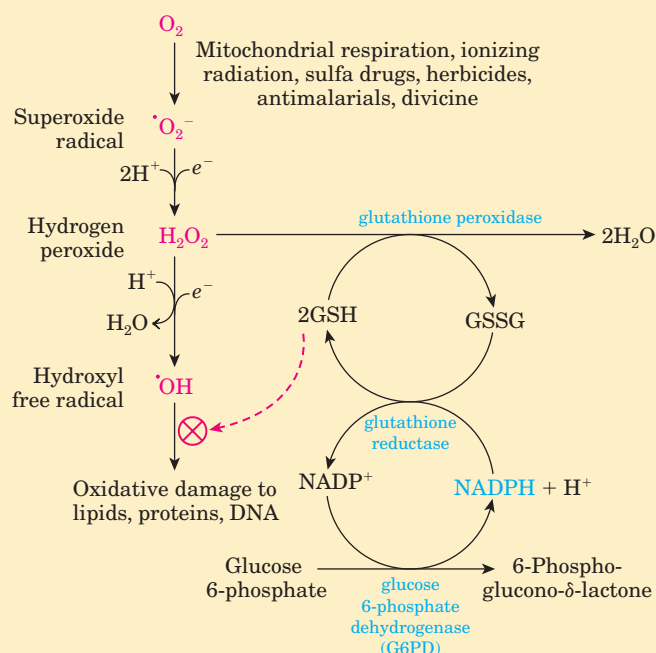 O₂
Mitochondrial respiration, ionizing
radiation, sulfa drugs, herbicides,
antimalarials, divicine
Superoxide
radical
•O₂⁻
2H⁺
e⁻
Hydrogen
peroxide
H₂O₂
glutathione peroxidase
2H₂O
H⁺
e⁻
H₂O
2GSH
GSSG
Hydroxyl
free radical
•OH
glutathione
reductase
Oxidative damage to
lipids, proteins, DNA
NADP⁺
NADPH + H⁺
Glucose
6-phosphate
glucose
6-phosphate
dehydrogenase
(G6PD)
6-Phospho-
glucono-δ-lactone